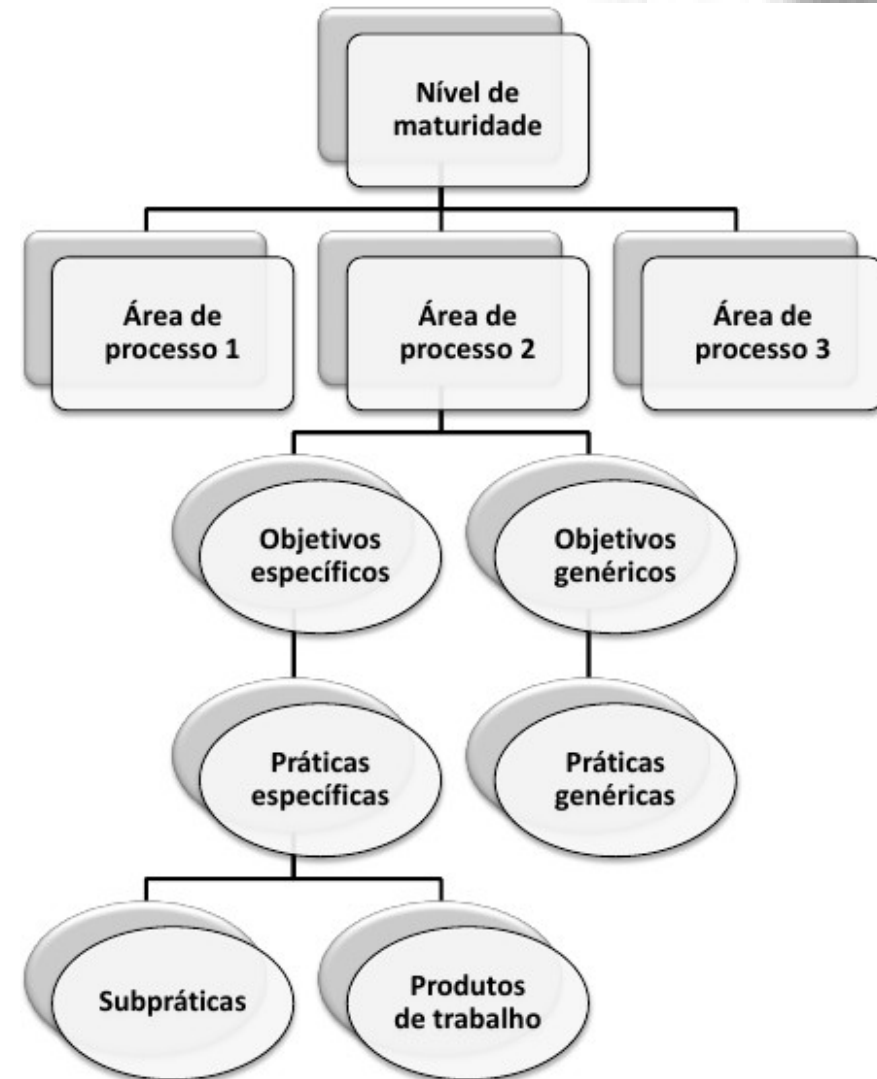 Nível de
maturidade
Área de
processo 1
Área de
processo 2
Área de
processo 3
Objetivos
específicos
Objetivos
genéricos
Práticas
específicas
Práticas
genéricas
Subpráticas
Produtos
de trabalho